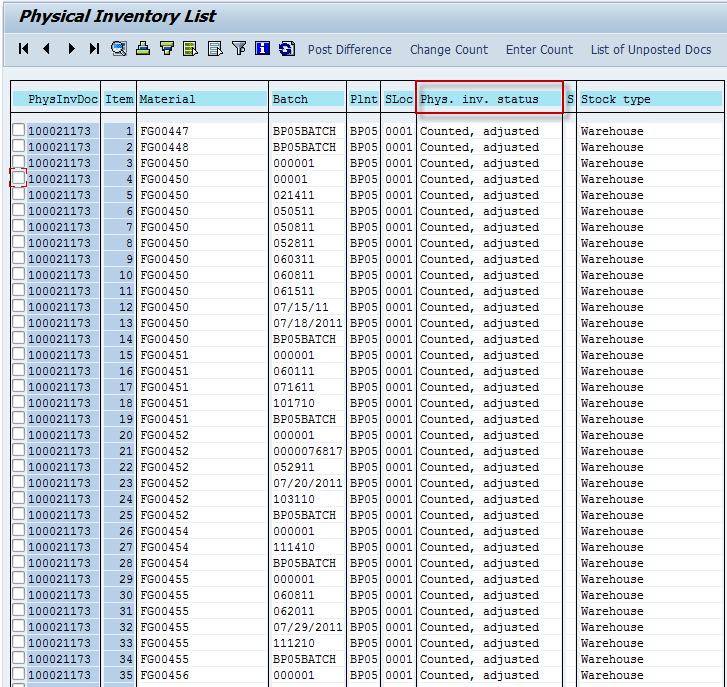 Physical Inventory List
Post Difference Change Count Enter Count List of Unposted Docs
PhysInvDoc Item Material Batch Plnt SLoc Phys. inv. status S Stock type
100021173 1 FG00447 BP05BATCH BP05 0001 Counted, adjusted Warehouse
100021173 2 FG00448 BP05BATCH BP05 0001 Counted, adjusted Warehouse
100021173 3 FG00450 000001 BP05 0001 Counted, adjusted Warehouse
100021173 4 FG00450 00001 BP05 0001 Counted, adjusted Warehouse
100021173 5 FG00450 021411 BP05 0001 Counted, adjusted Warehouse
100021173 6 FG00450 050511 BP05 0001 Counted, adjusted Warehouse
100021173 7 FG00450 050811 BP05 0001 Counted, adjusted Warehouse
100021173 8 FG00450 052811 BP05 0001 Counted, adjusted Warehouse
100021173 9 FG00450 060311 BP05 0001 Counted, adjusted Warehouse
100021173 10 FG00450 060811 BP05 0001 Counted, adjusted Warehouse
100021173 11 FG00450 061511 BP05 0001 Counted, adjusted Warehouse
100021173 12 FG00450 07/15/11 BP05 0001 Counted, adjusted Warehouse
100021173 13 FG00450 07/18/2011 BP05 0001 Counted, adjusted Warehouse
100021173 14 FG00450 BP05BATCH BP05 0001 Counted, adjusted Warehouse
100021173 15 FG00451 000001 BP05 0001 Counted, adjusted Warehouse
100021173 16 FG00451 060111 BP05 0001 Counted, adjusted Warehouse
100021173 17 FG00451 071611 BP05 0001 Counted, adjusted Warehouse
100021173 18 FG00451 101710 BP05 0001 Counted, adjusted Warehouse
100021173 19 FG00451 BP05BATCH BP05 0001 Counted, adjusted Warehouse
100021173 20 FG00452 000001 BP05 0001 Counted, adjusted Warehouse
100021173 21 FG00452 0000076817 BP05 0001 Counted, adjusted Warehouse
100021173 22 FG00452 052911 BP05 0001 Counted, adjusted Warehouse
100021173 23 FG00452 07/20/2011 BP05 0001 Counted, adjusted Warehouse
100021173 24 FG00452 103110 BP05 0001 Counted, adjusted Warehouse
100021173 25 FG00452 BP05BATCH BP05 0001 Counted, adjusted Warehouse
100021173 26 FG00454 000001 BP05 0001 Counted, adjusted Warehouse
100021173 27 FG00454 111410 BP05 0001 Counted, adjusted Warehouse
100021173 28 FG00454 BP05BATCH BP05 0001 Counted, adjusted Warehouse
100021173 29 FG00455 000001 BP05 0001 Counted, adjusted Warehouse
100021173 30 FG00455 060811 BP05 0001 Counted, adjusted Warehouse
100021173 31 FG00455 062011 BP05 0001 Counted, adjusted Warehouse
100021173 32 FG00455 07/29/2011 BP05 0001 Counted, adjusted Warehouse
100021173 33 FG00455 111210 BP05 0001 Counted, adjusted Warehouse
100021173 34 FG00455 BP05BATCH BP05 0001 Counted, adjusted Warehouse
100021173 35 FG00456 000001 BP05 0001 Counted, adjusted Warehouse